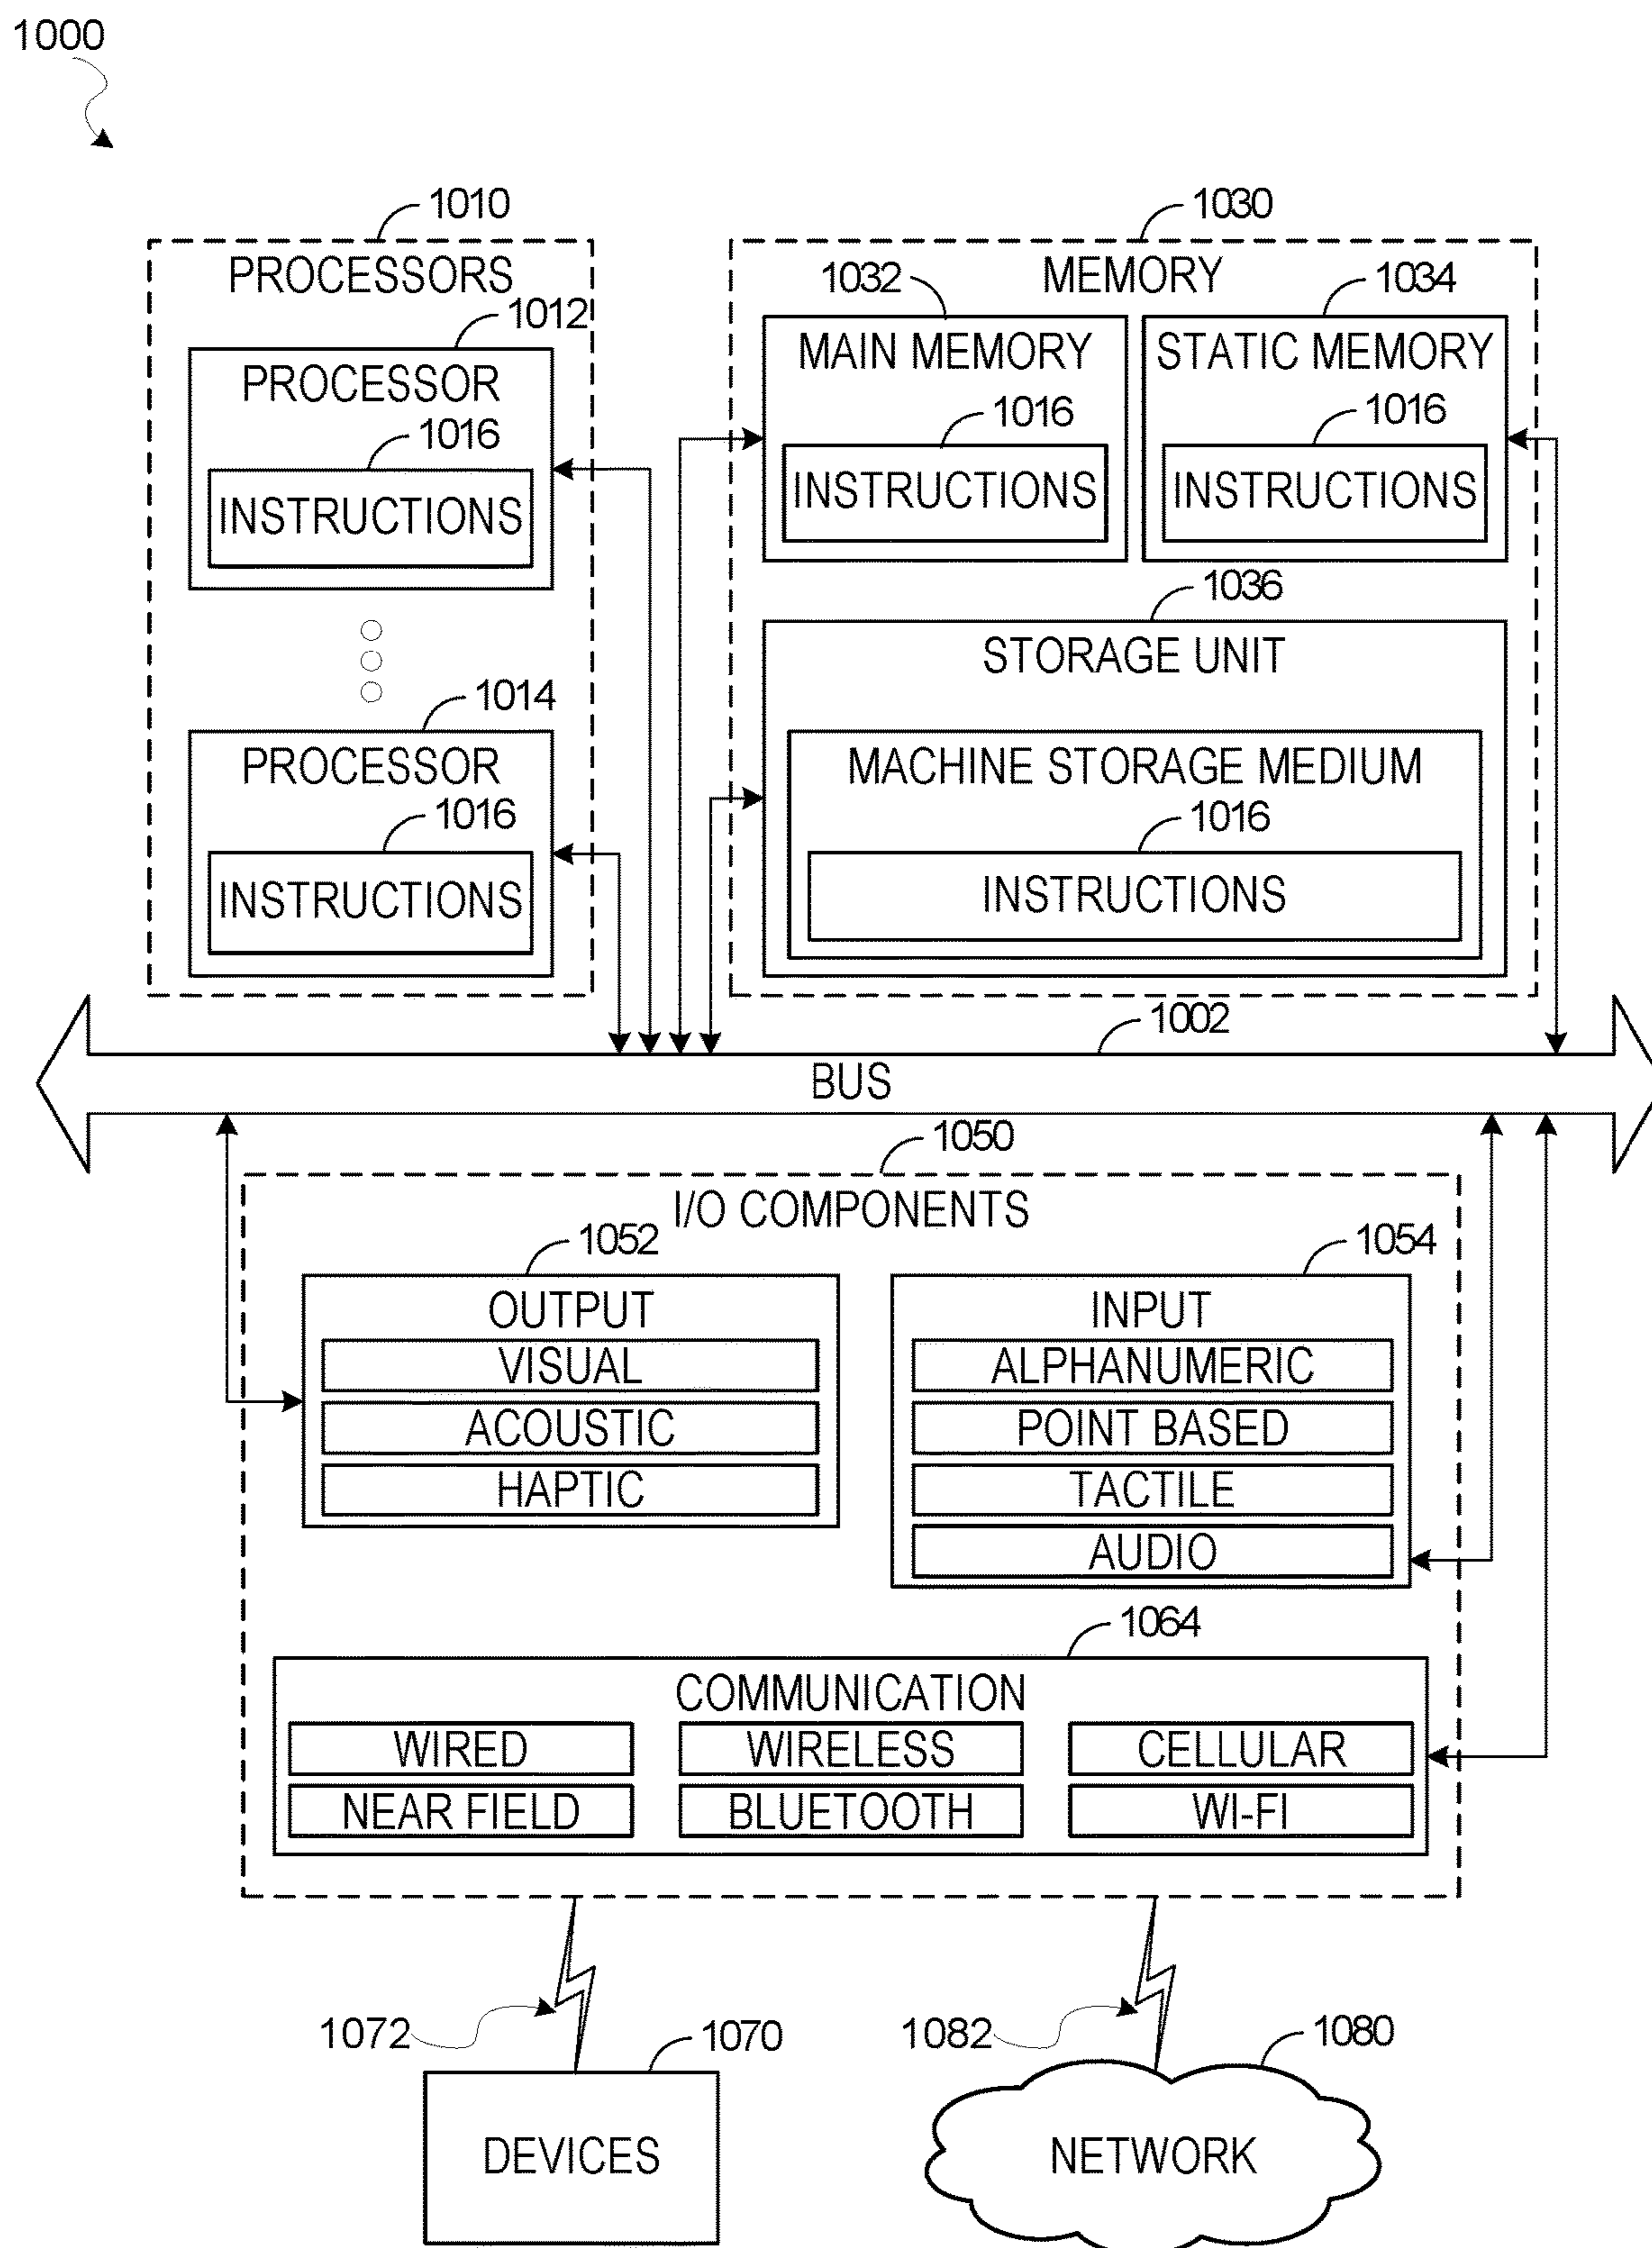 1000
1010
PROCESSORS
1012
PROCESSOR
1016
INSTRUCTIONS
1014
PROCESSOR
1016
INSTRUCTIONS
1030
MEMORY
1032
MAIN MEMORY
1016
INSTRUCTIONS
1034
STATIC MEMORY
1016
INSTRUCTIONS
1036
STORAGE UNIT
MACHINE STORAGE MEDIUM
1016
INSTRUCTIONS
1002
BUS
1050
I/O COMPONENTS
1052
OUTPUT
VISUAL
ACOUSTIC
HAPTIC
1054
INPUT
ALPHANUMERIC
POINT BASED
TACTILE
AUDIO
1064
COMMUNICATION
WIRED
WIRELESS
CELLULAR
NEAR FIELD
BLUETOOTH
WI-FI
1072
1070
DEVICES
1082
1080
NETWORK